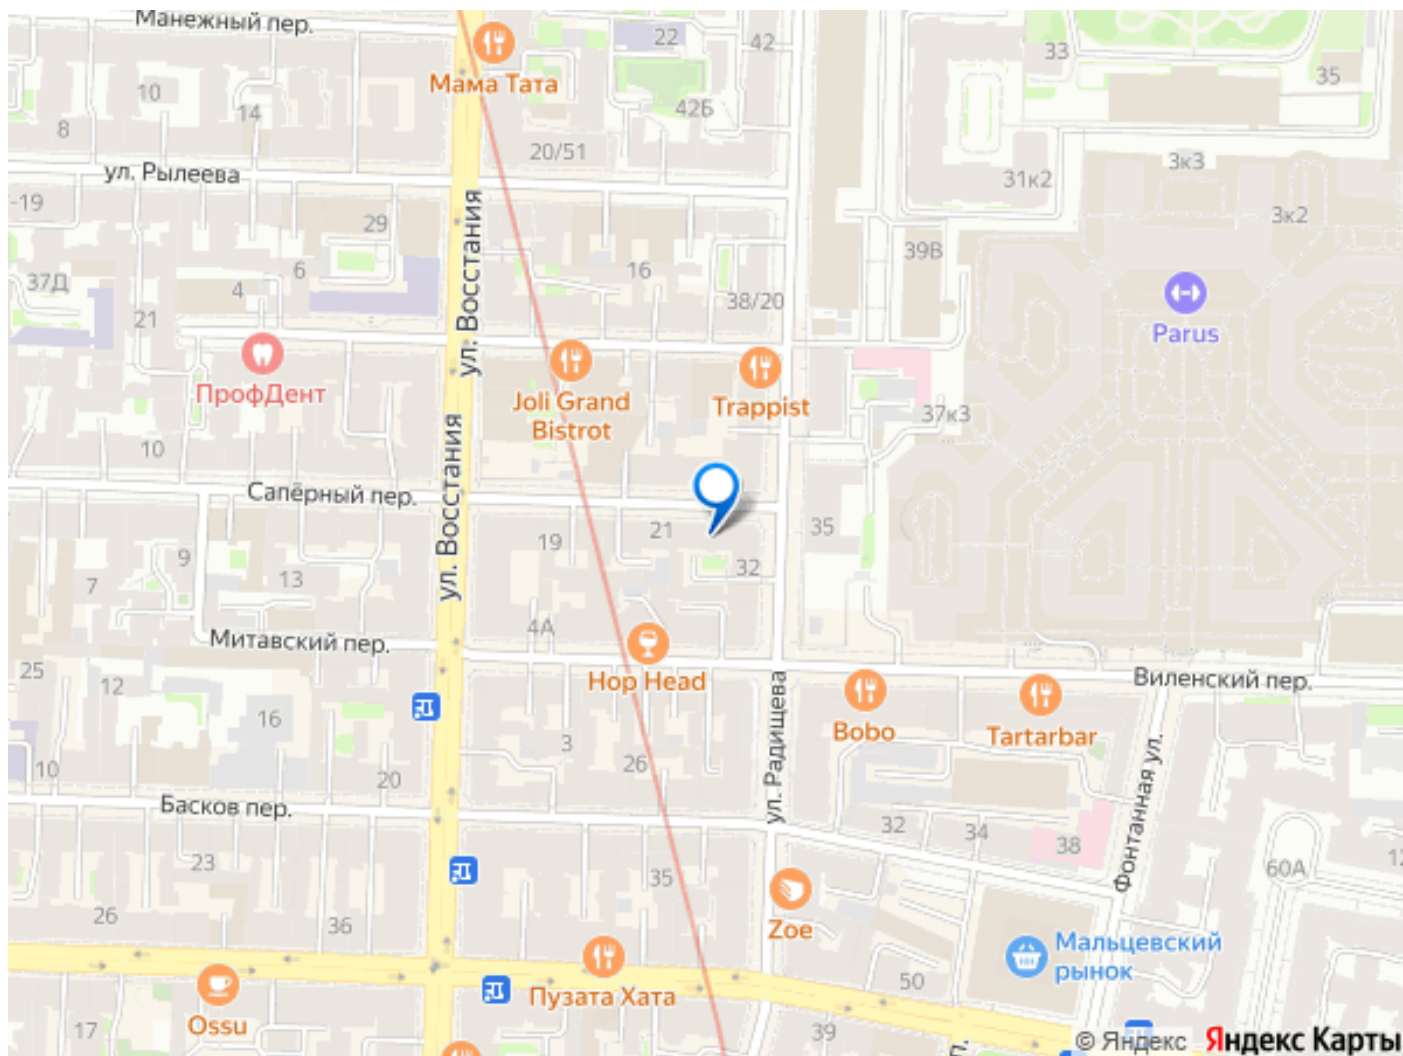 Манежный пер.
22
42
33
35
Мама Тата
10
14
8
42Б
20/51
ул. Рылеева
3к3
31к2
-19
29
3к2
ул. Восстания
39В
37Д
6
4
16
38/20
21
Parus
ПрофДент
Joli Grand
Bistrot
Trappist
37к3
10
ул. Восстания
Сапёрный пер.
19
21
35
32
9
7
13
4А
Митавский пер.
Hop Head
Виленский пер.
25
12
16
Bobo
Tartarbar
ул. Радищева
3
26
10
20
Фонтанная ул.
Басков пер.
32
34
38
23
35
60А
12
26
36
Zoe
Мальцевский
рынок
Пузата Хата
50
Ossu
17
39
ул.
© Яндекс Яндекс Карты